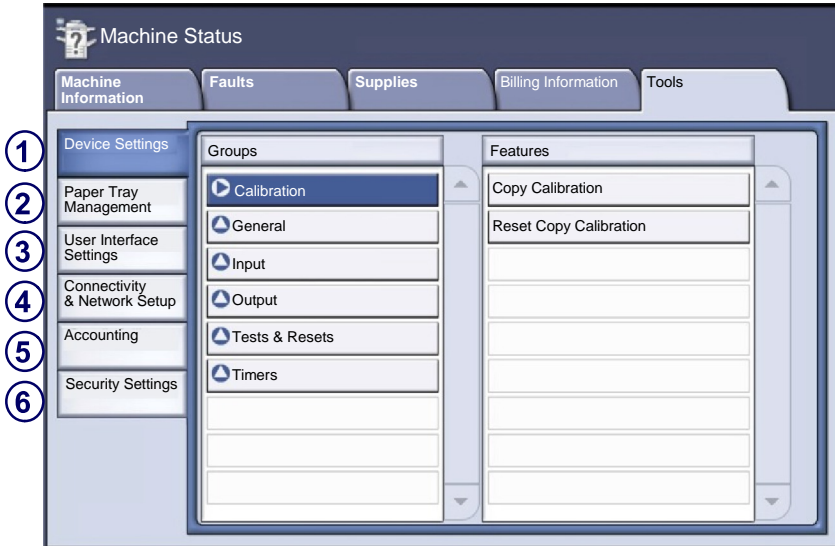 Machine Status
Machine
Information
Faults
Supplies
Billing Information
Tools
1
Device Settings
2
Paper Tray
Management
3
User Interface
Settings
4
Connectivity
& Network Setup
5
Accounting
6
Security Settings
Groups
Calibration
General
Input
Output
Tests & Resets
Timers
Features
Copy Calibration
Reset Copy Calibration